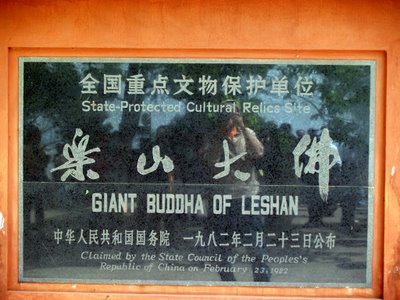 全国重点文物保护单位
State-Protected Cultural Relics Site
乐山大佛
GIANT BUDDHA OF LESHAN
中华人民共和国国务院 一九八二年二月二十三日公布
Claimed by the State Council of the Peoples's
Republic of China on February 23.1982